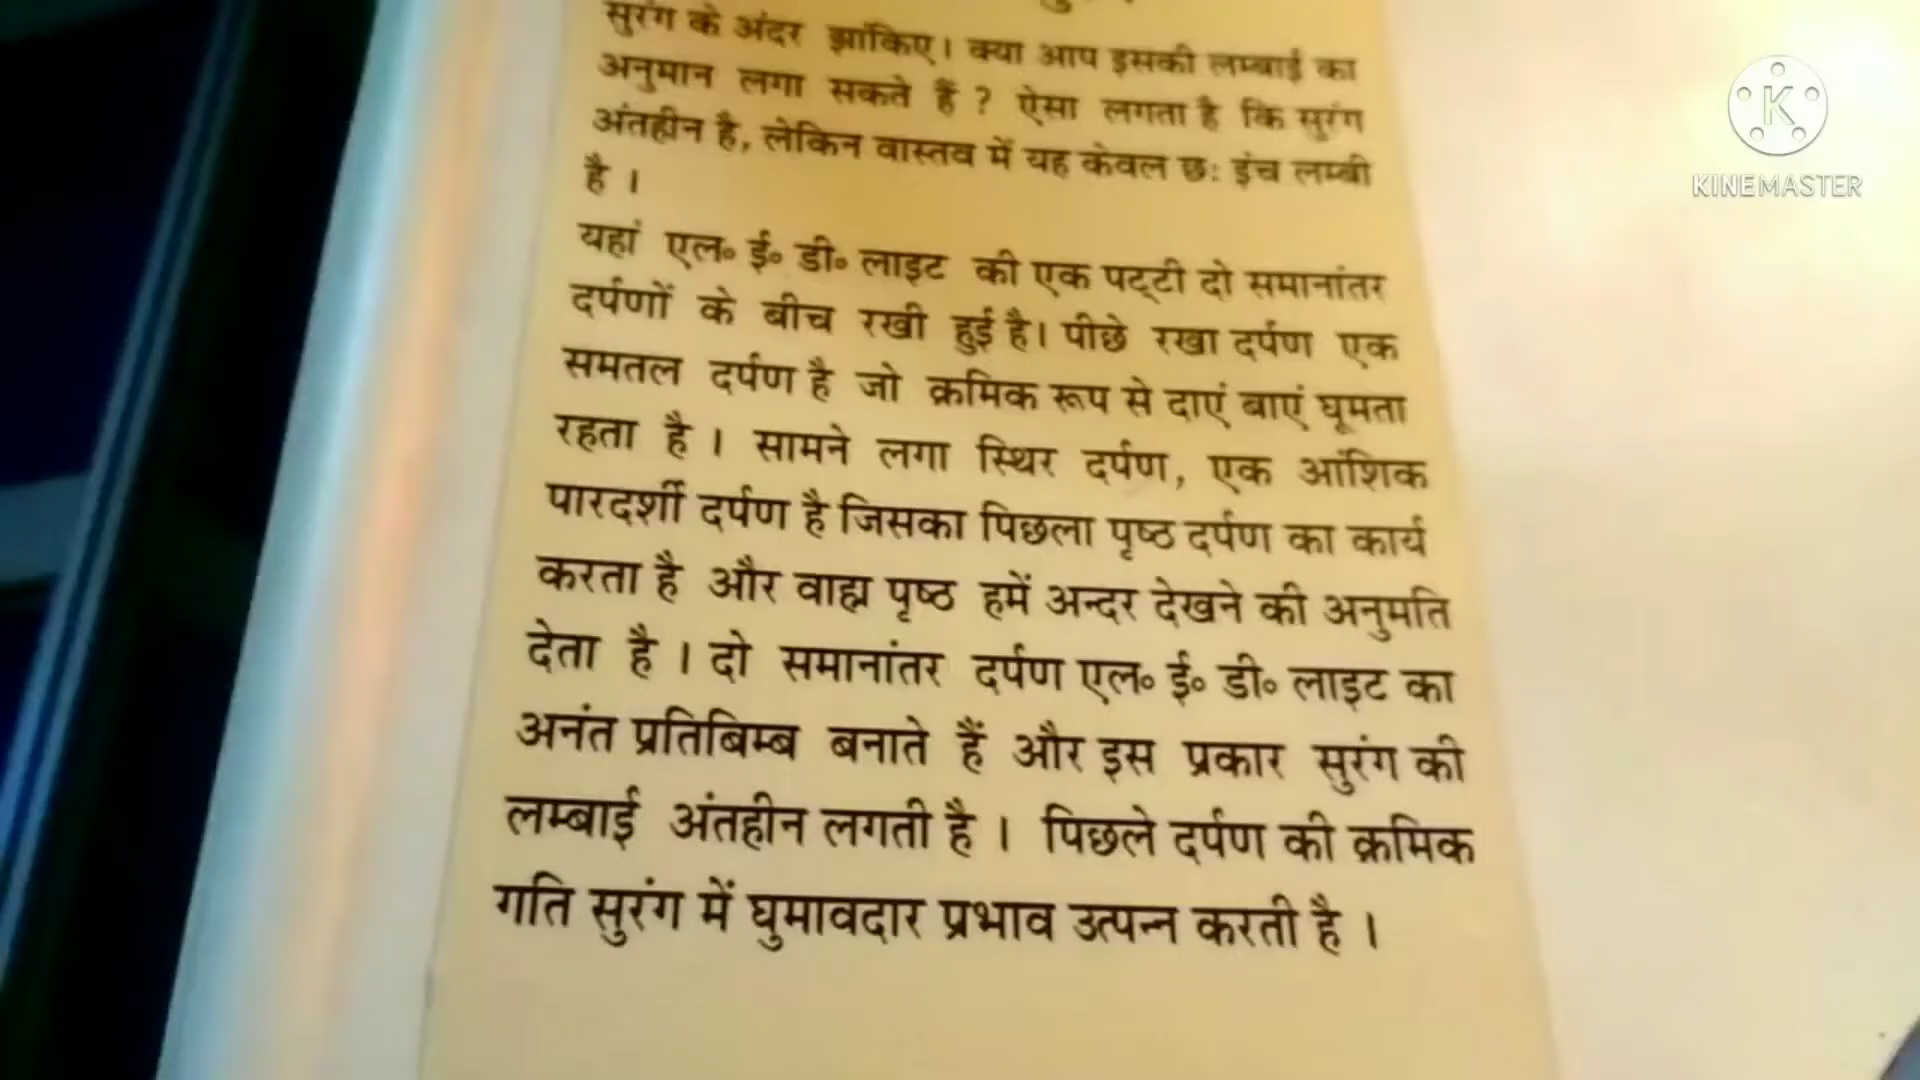 सुरंग के अंदर झांकिए। क्या आप इसकी लम्बाई का
अनुमान लगा सकते हैं ? ऐसा लगता है कि सुरंग
अंतहीन है, लेकिन वास्तव में यह केवल छः इंच लम्बी
है ।
यहां एल॰ ई॰ डी॰ लाइट की एक पट्टी दो समानांतर
दर्पणों के बीच रखी हुई है। पीछे रखा दर्पण एक
समतल दर्पण है जो क्रमिक रूप से दाएं बाएं घूमता
रहता है । सामने लगा स्थिर दर्पण, एक आंशिक
पारदर्शी दर्पण है जिसका पिछला पृष्ठ दर्पण का कार्य
करता है और वाह्य पृष्ठ हमें अन्दर देखने की अनुमति
देता है । दो समानांतर दर्पण एल॰ ई॰ डी॰ लाइट का
अनंत प्रतिबिम्ब बनाते हैं और इस प्रकार सुरंग की
लम्बाई अंतहीन लगती है । पिछले दर्पण की क्रमिक
गति सुरंग में घुमावदार प्रभाव उत्पन्न करती है ।
K
KINEMASTER